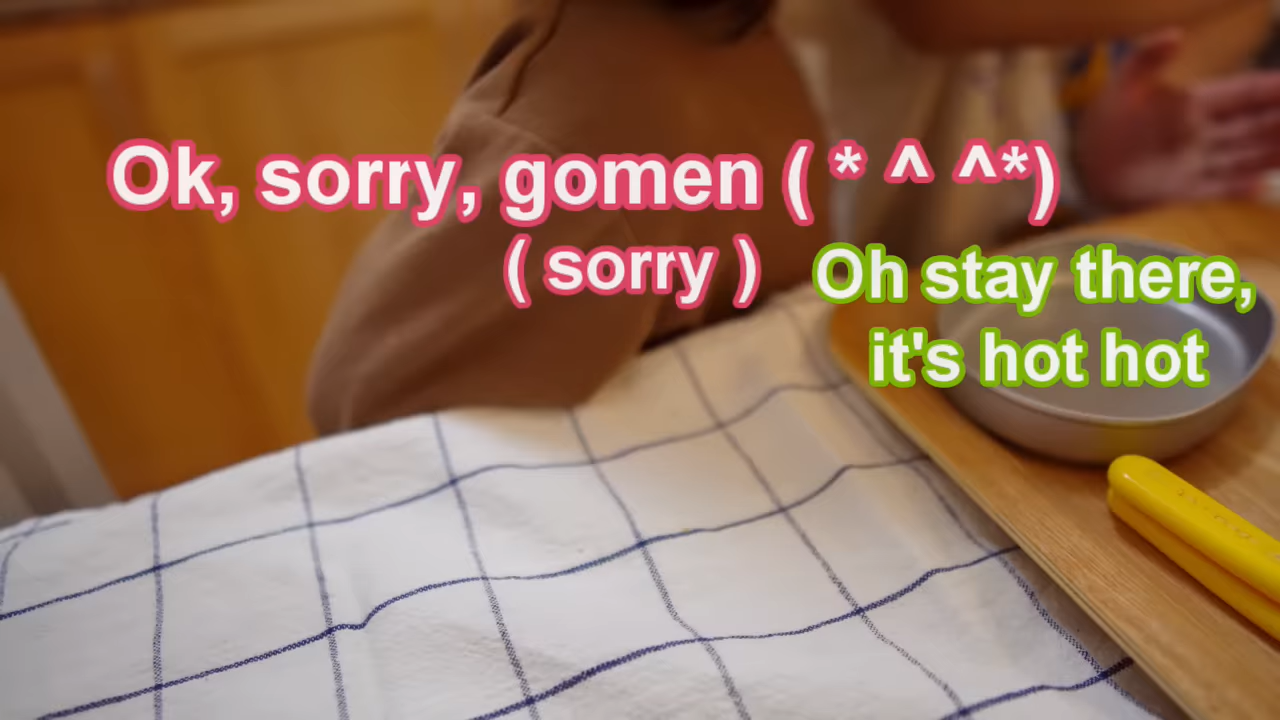 Ok, sorry, gomen ( * ^ ^*)
( sorry )
Oh stay there,
it's hot hot